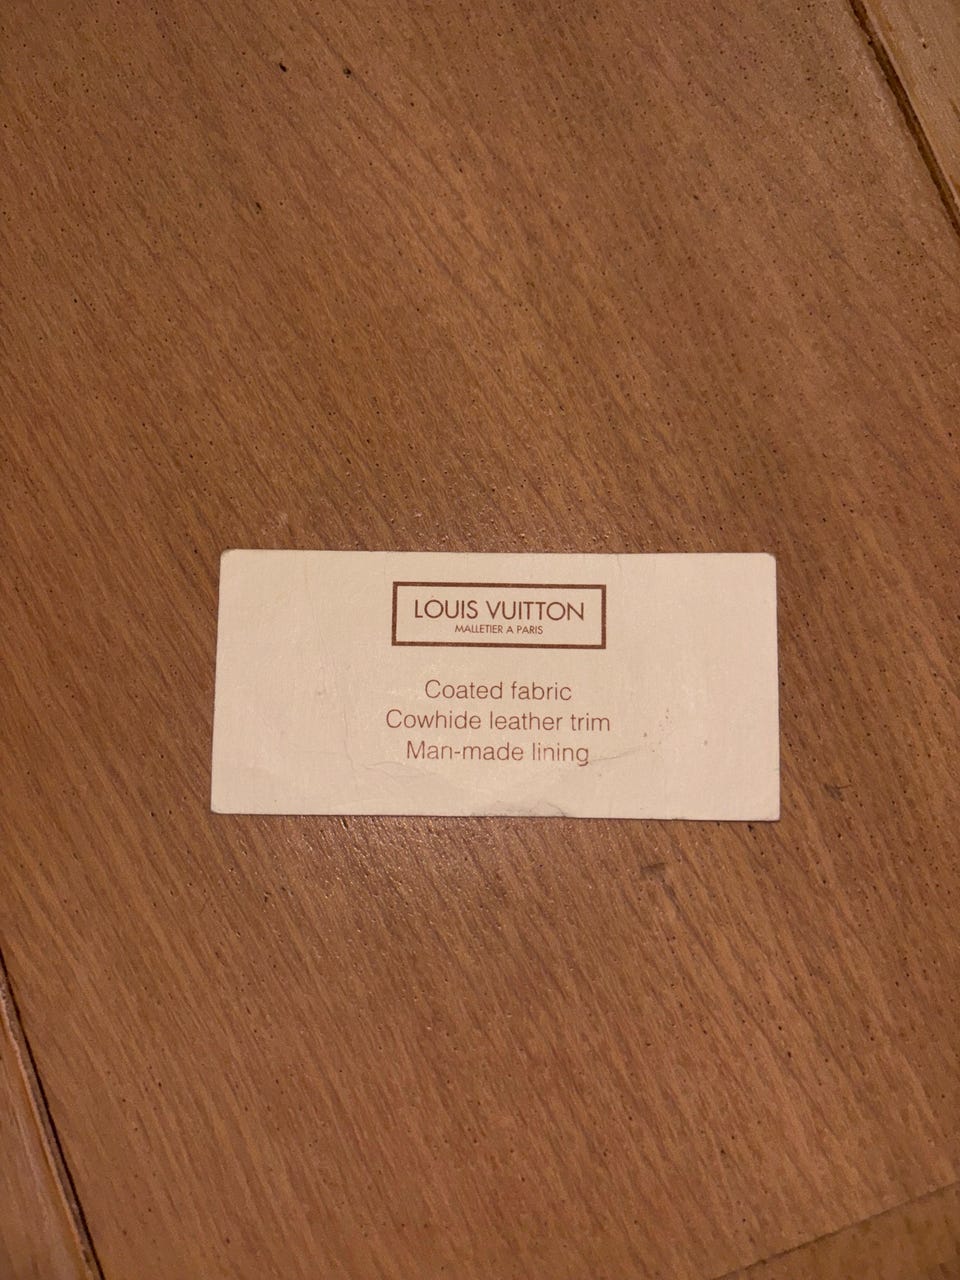 LOUIS VUITTON
MALLETIER A PARIS
Coated fabric
Cowhide leather trim
Man-made lining